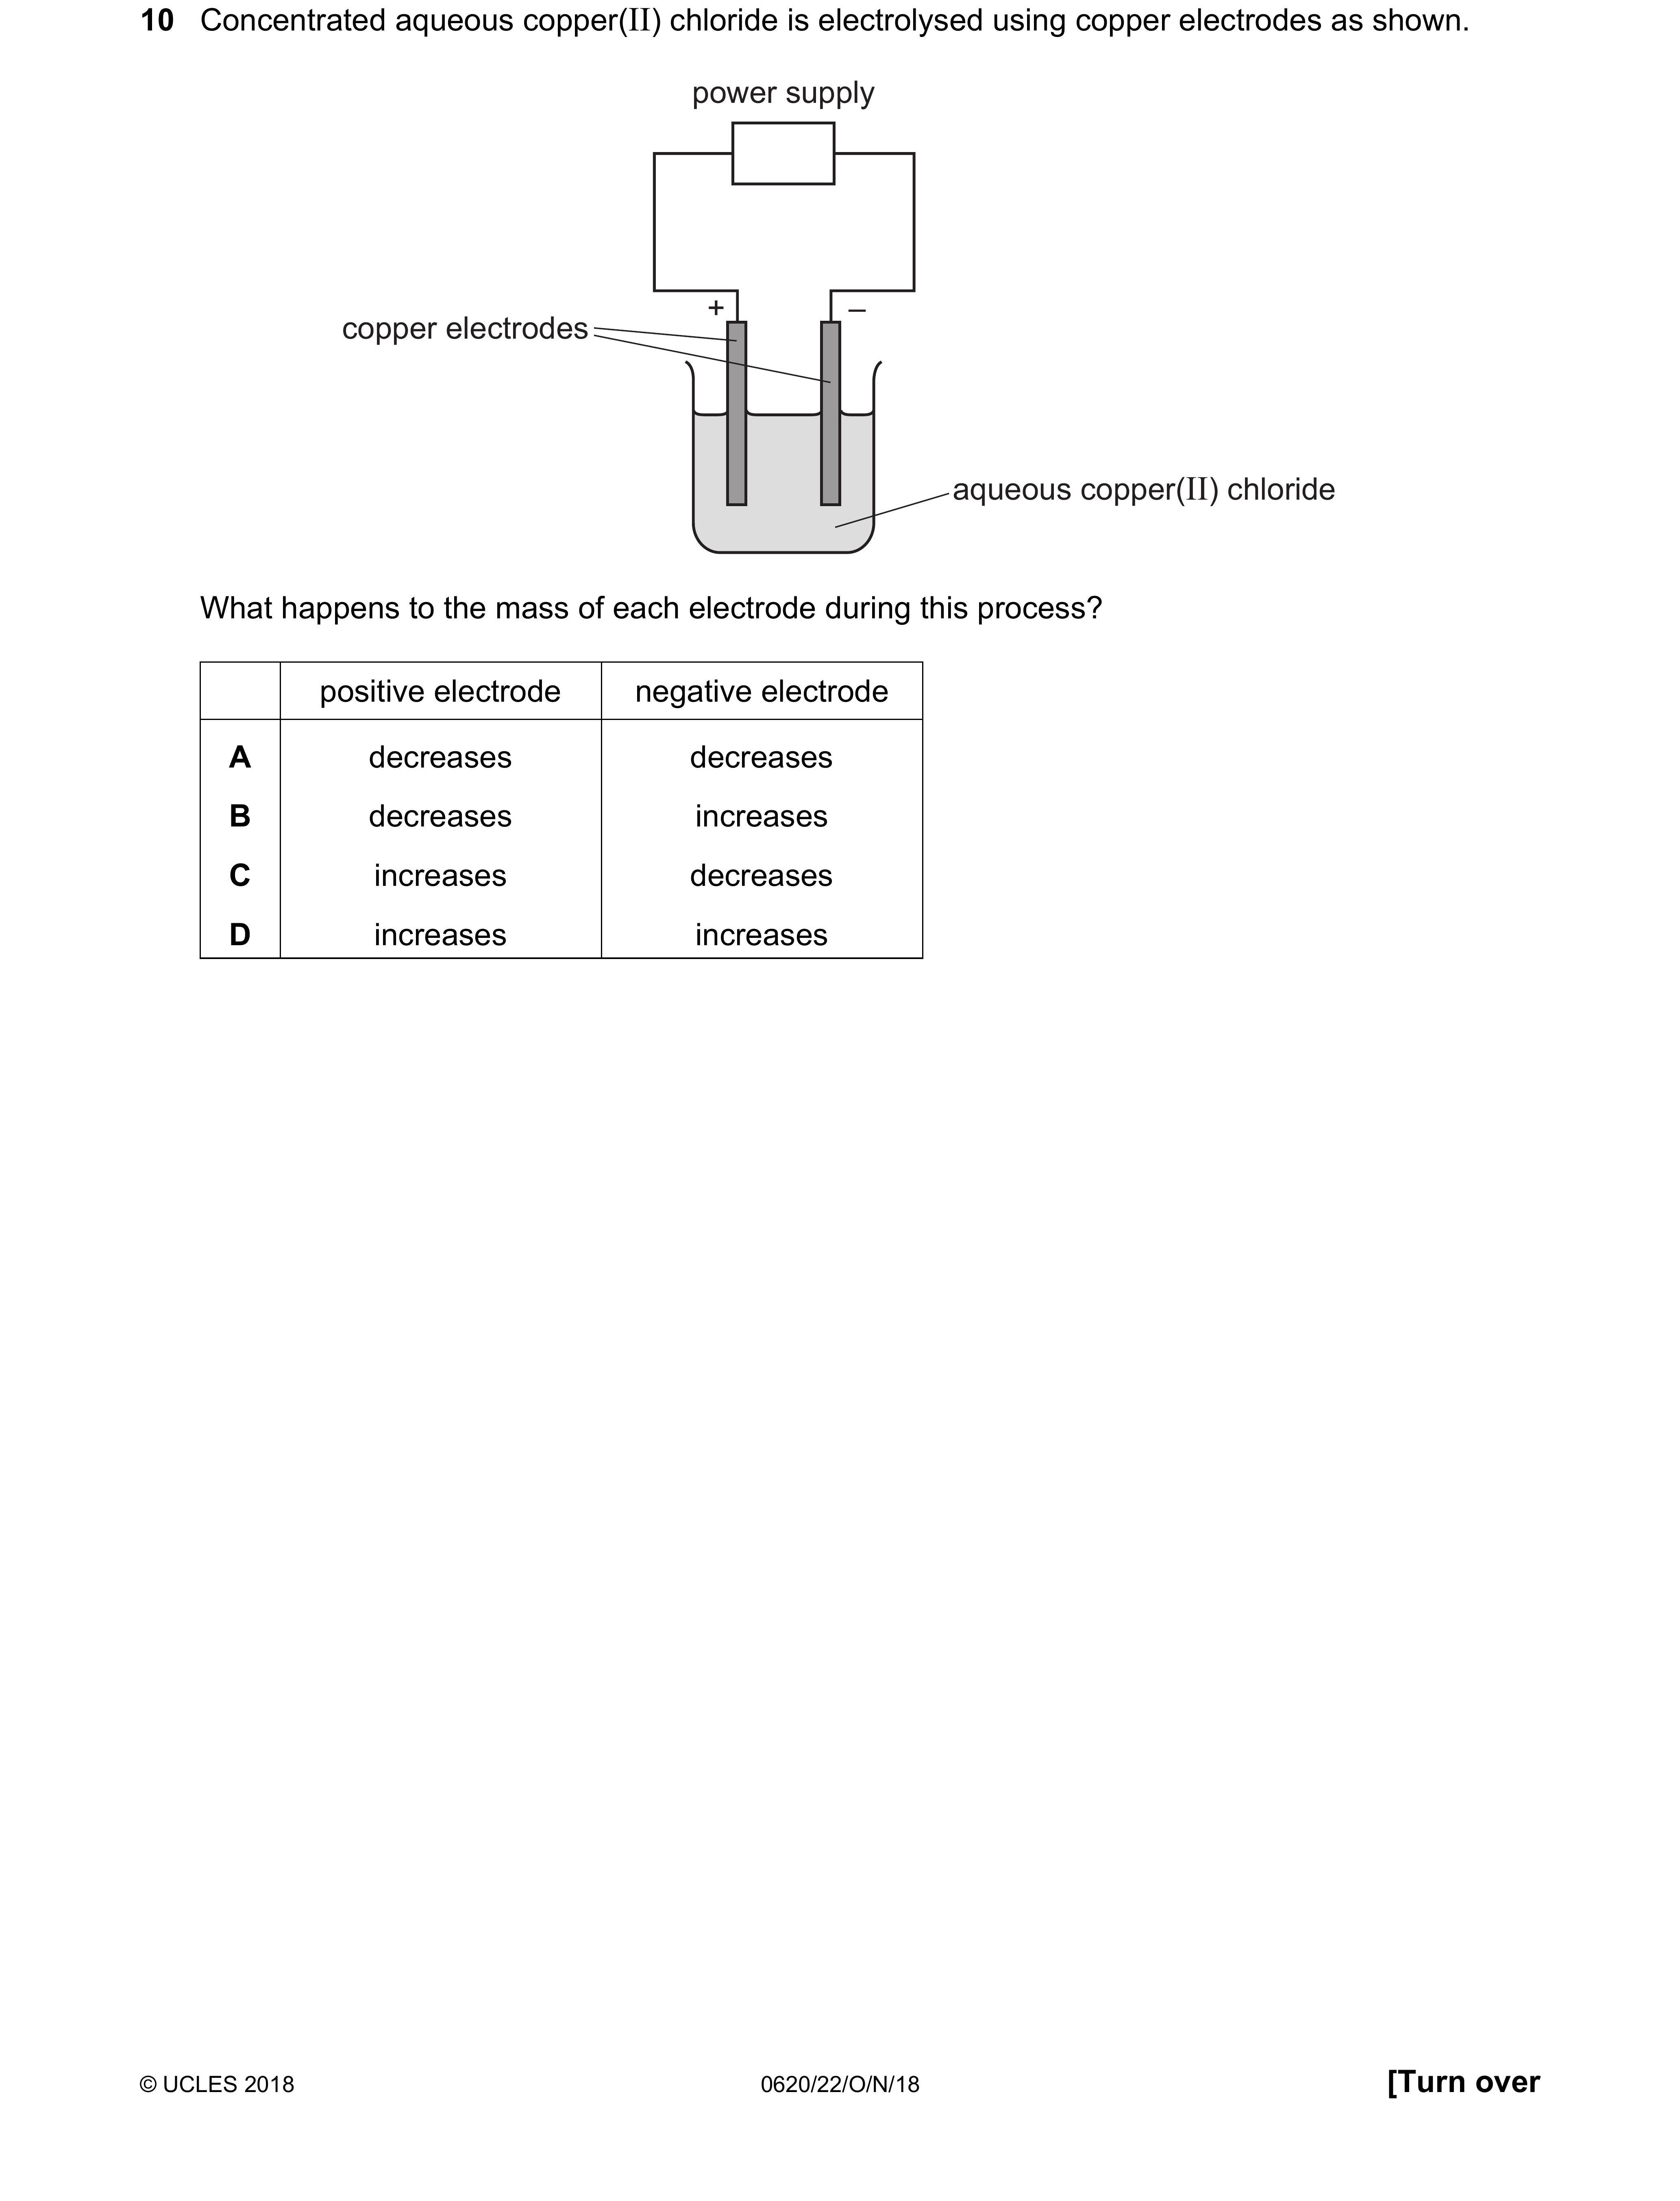 10 Concentrated aqueous copper(II) chloride is electrolysed using copper electrodes as shown.
power supply
+ –
copper electrodes
aqueous copper(II) chloride
What happens to the mass of each electrode during this process?
positive electrode negative electrode
A decreases decreases
B decreases increases
C increases decreases
D increases increases
© UCLES 2018 0620/22/O/N/18 [Turn over